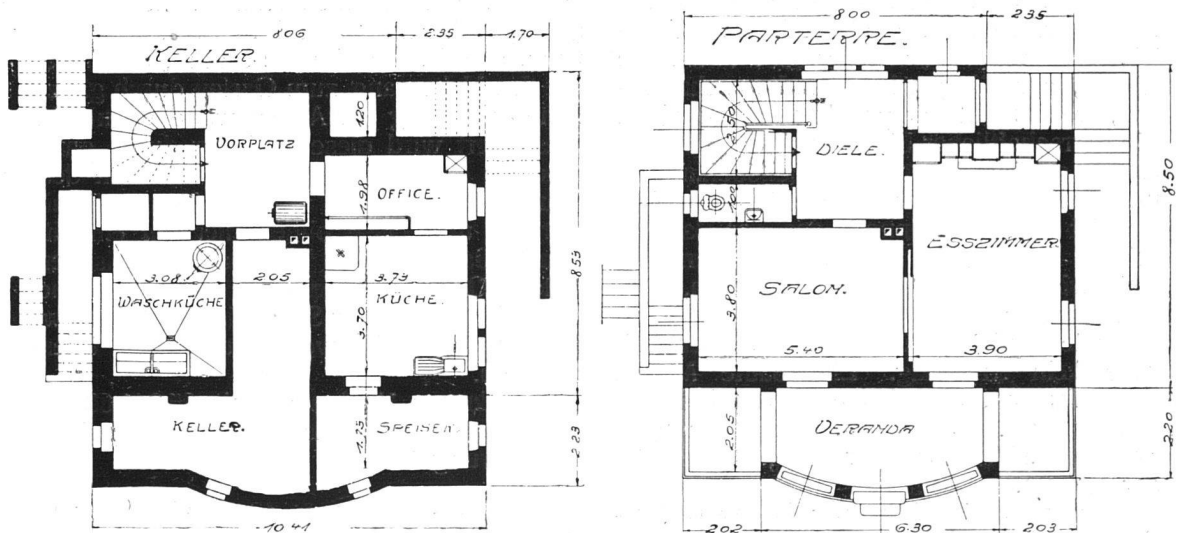 8.06
2.35
1.70
KELLER.
1.20
VORPLATZ
OFFICE.
1.98
3.08
2.05
3.73
WASCHKÜCHE
KÜCHE.
3.70
8.53
KELLER.
SPEISEK.
1.75
2.23
10.41
8.00
2.35
PARTERRE.
2.50
DIELE.
1.00
8.50
ESSZIMMER.
SALON.
3.80
5.40
3.90
VERANDA
2.05
2.20
2.02
6.30
2.03